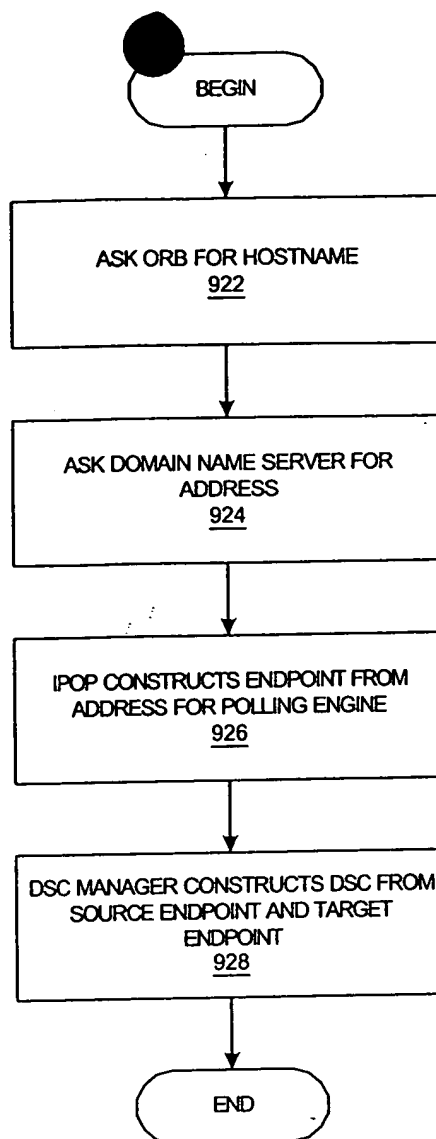 BEGIN
ASK ORB FOR HOSTNAME
922
ASK DOMAIN NAME SERVER FOR
ADDRESS
924
IPOP CONSTRUCTS ENDPOINT FROM
ADDRESS FOR POLLING ENGINE
926
DSC MANAGER CONSTRUCTS DSC FROM
SOURCE ENDPOINT AND TARGET
ENDPOINT
928
END